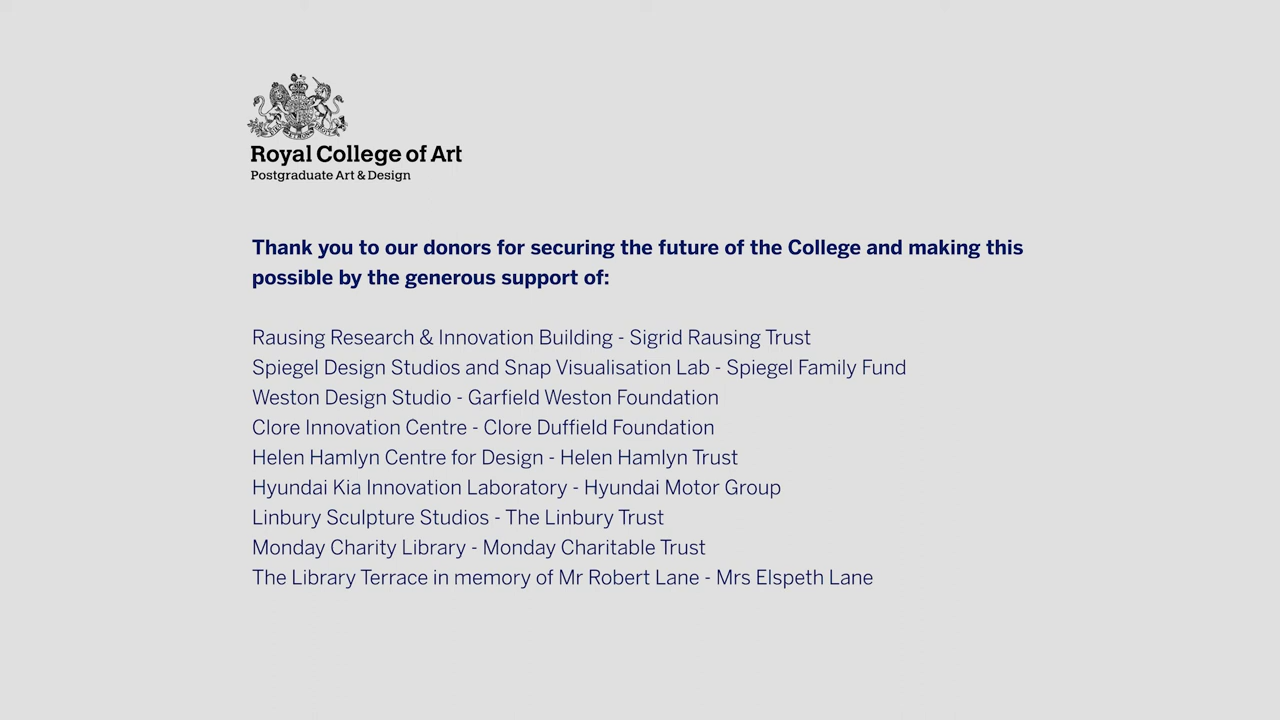 Royal College of Art
Postgraduate Art & Design
Thank you to our donors for securing the future of the College and making this
possible by the generous support of:
Rausing Research & Innovation Building - Sigrid Rausing Trust
Spiegel Design Studios and Snap Visualisation Lab - Spiegel Family Fund
Weston Design Studio - Garfield Weston Foundation
Clore Innovation Centre - Clore Duffield Foundation
Helen Hamlyn Centre for Design - Helen Hamlyn Trust
Hyundai Kia Innovation Laboratory - Hyundai Motor Group
Linbury Sculpture Studios - The Linbury Trust
Monday Charity Library - Monday Charitable Trust
The Library Terrace in memory of Mr Robert Lane - Mrs Elspeth Lane